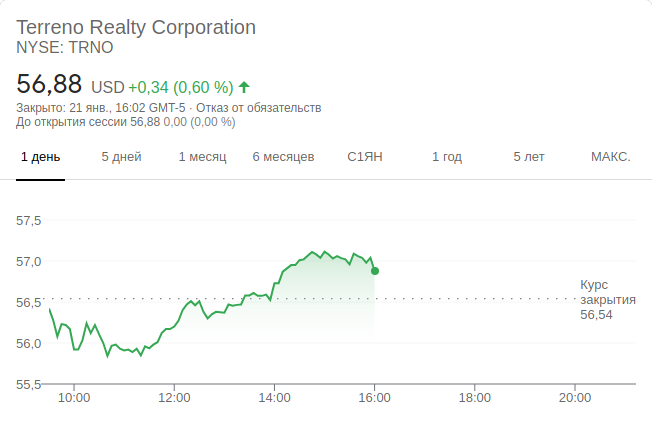 Terreno Realty Corporation
NYSE: TRNO
56,88 USD +0,34 (0,60 %)
Закрыто: 21 янв., 16:02 GMT-5 · Отказ от обязательств
До открытия сессии 56,88 0,00 (0,00 %)
1 день 5 дней 1 месяц 6 месяцев С1ЯН 1 год 5 лет МАКС.
57,5
57,0
56,5
56,0
55,5
Курс
закрытия
56,54
10:00 12:00 14:00 16:00 18:00 20:00